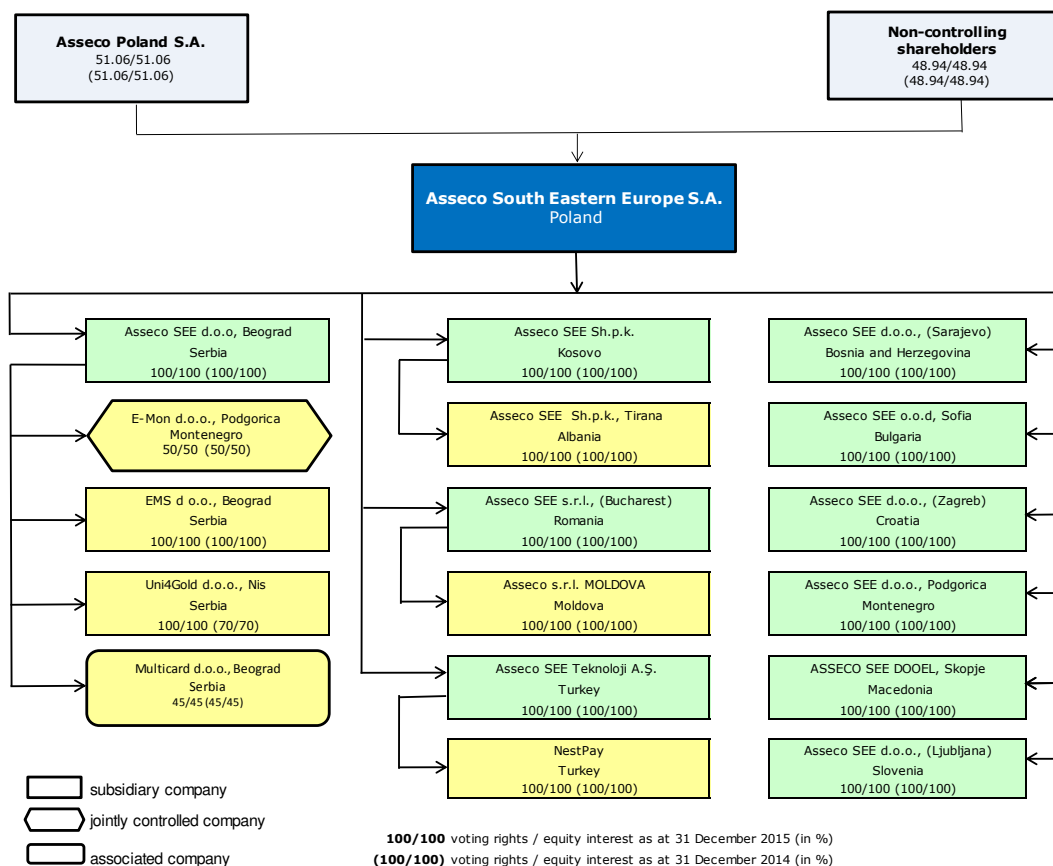 Asseco Poland S.A.
51.06/51.06
(51.06/51.06)
Non-controlling
shareholders
48.94/48.94
(48.94/48.94)
Asseco South Eastern Europe S.A.
Poland
Asseco SEE d.o.o, Beograd
Serbia
100/100 (100/100)
E-Mon d.o.o., Podgorica
Montenegro
50/50 (50/50)
EMS d o.o., Beograd
Serbia
100/100 (100/100)
Uni4Gold d.o.o., Nis
Serbia
100/100 (70/70)
Multicard d.o.o., Beograd
Serbia
45/45 (45/45)
Asseco SEE Sh.p.k.
Kosovo
100/100 (100/100)
Asseco SEE Sh.p.k., Tirana
Albania
100/100 (100/100)
Asseco SEE s.r.l., (Bucharest)
Romania
100/100 (100/100)
Asseco s.r.l. MOLDOVA
Moldova
100/100 (100/100)
Asseco SEE Teknoloji A.Ş.
Turkey
100/100 (100/100)
NestPay
Turkey
100/100 (100/100)
Asseco SEE d.o.o., (Sarajevo)
Bosnia and Herzegovina
100/100 (100/100)
Asseco SEE o.o.d, Sofia
Bulgaria
100/100 (100/100)
Asseco SEE d.o.o., (Zagreb)
Croatia
100/100 (100/100)
Asseco SEE d.o.o., Podgorica
Montenegro
100/100 (100/100)
ASSECO SEE DOOEL, Skopje
Macedonia
100/100 (100/100)
Asseco SEE d.o.o., (Ljubljana)
Slovenia
100/100 (100/100)
subsidiary company
jointly controlled company
associated company
100/100 voting rights / equity interest as at 31 December 2015 (in %)
(100/100) voting rights / equity interest as at 31 December 2014 (in %)